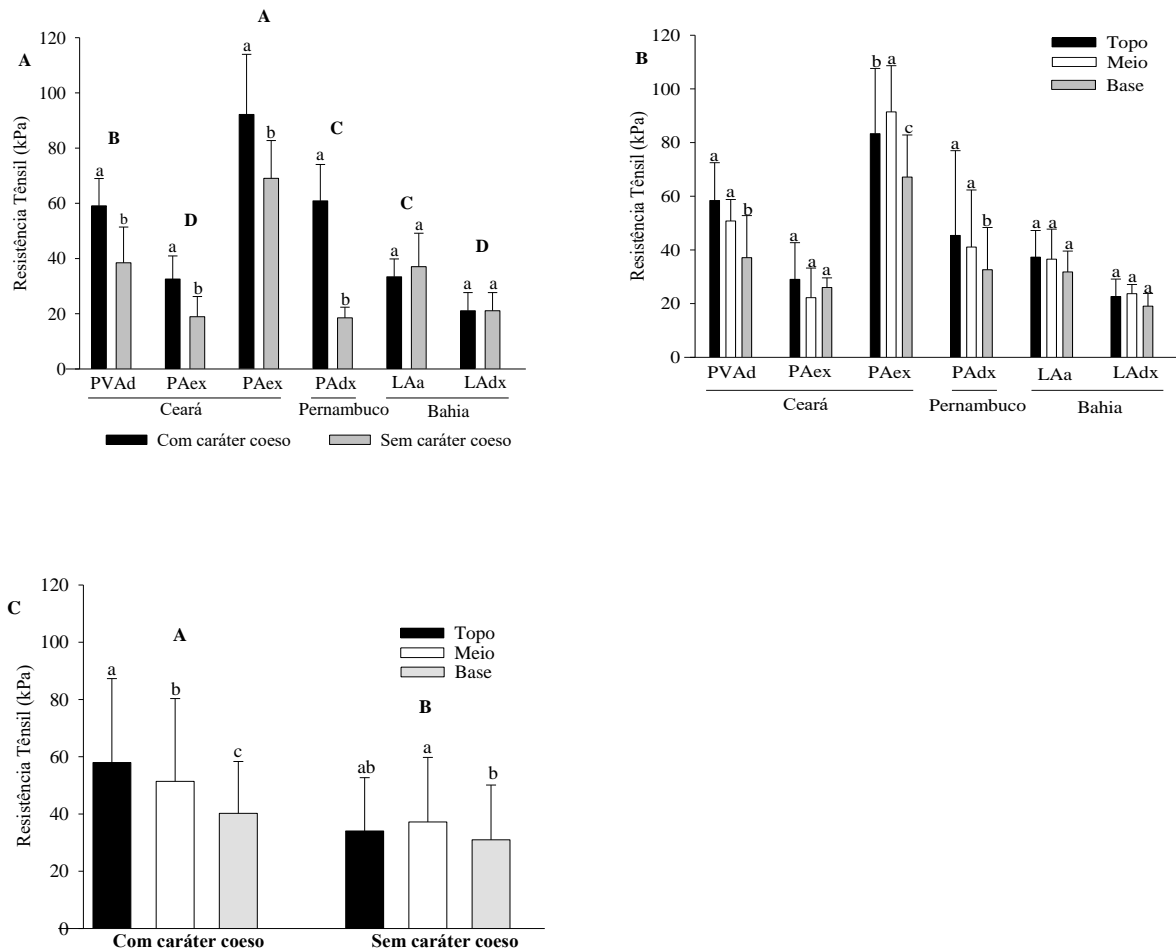 A
Resistência Tênsil (kPa)
120
100
80
60
40
20
0
B
D
A
C
C
D
a
b
a
b
a
b
a
b
a
a
a
a
PVAd PAex PAex PAdx LAa LAdx
Ceará Pernambuco Bahia
Com caráter coeso Sem caráter coeso
B
Resistência Tênsil (kPa)
120
100
80
60
40
20
0
Topo
Meio
Base
a a b
a a a
b a c
a a b
a a a
a a a
PVAd PAex PAex PAdx LAa LAdx
Ceará Pernambuco Bahia
C
Resistência Tênsil (kPa)
120
100
80
60
40
20
0
A
B
Topo
Meio
Base
a b c
ab a b
Com caráter coeso Sem caráter coeso